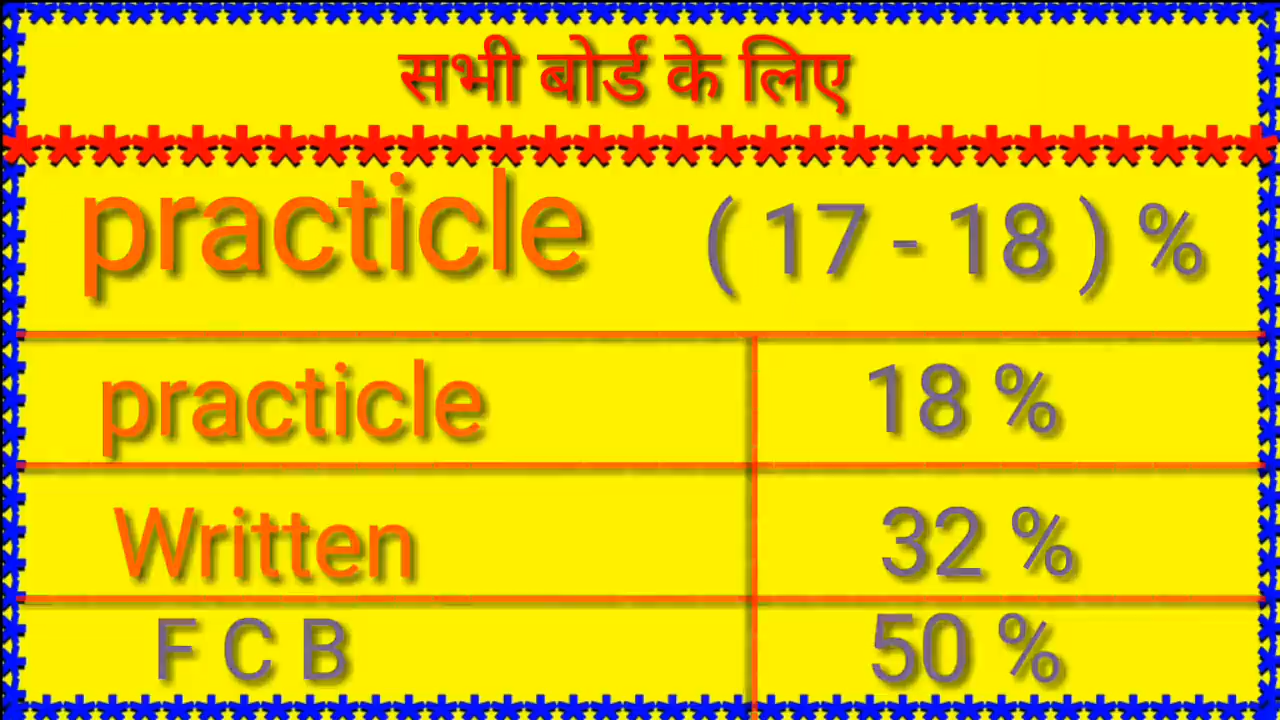 सभी बोर्ड के लिए
practicle ( 17 - 18 ) %
practicle 18 %
Written 32 %
F C B 50 %